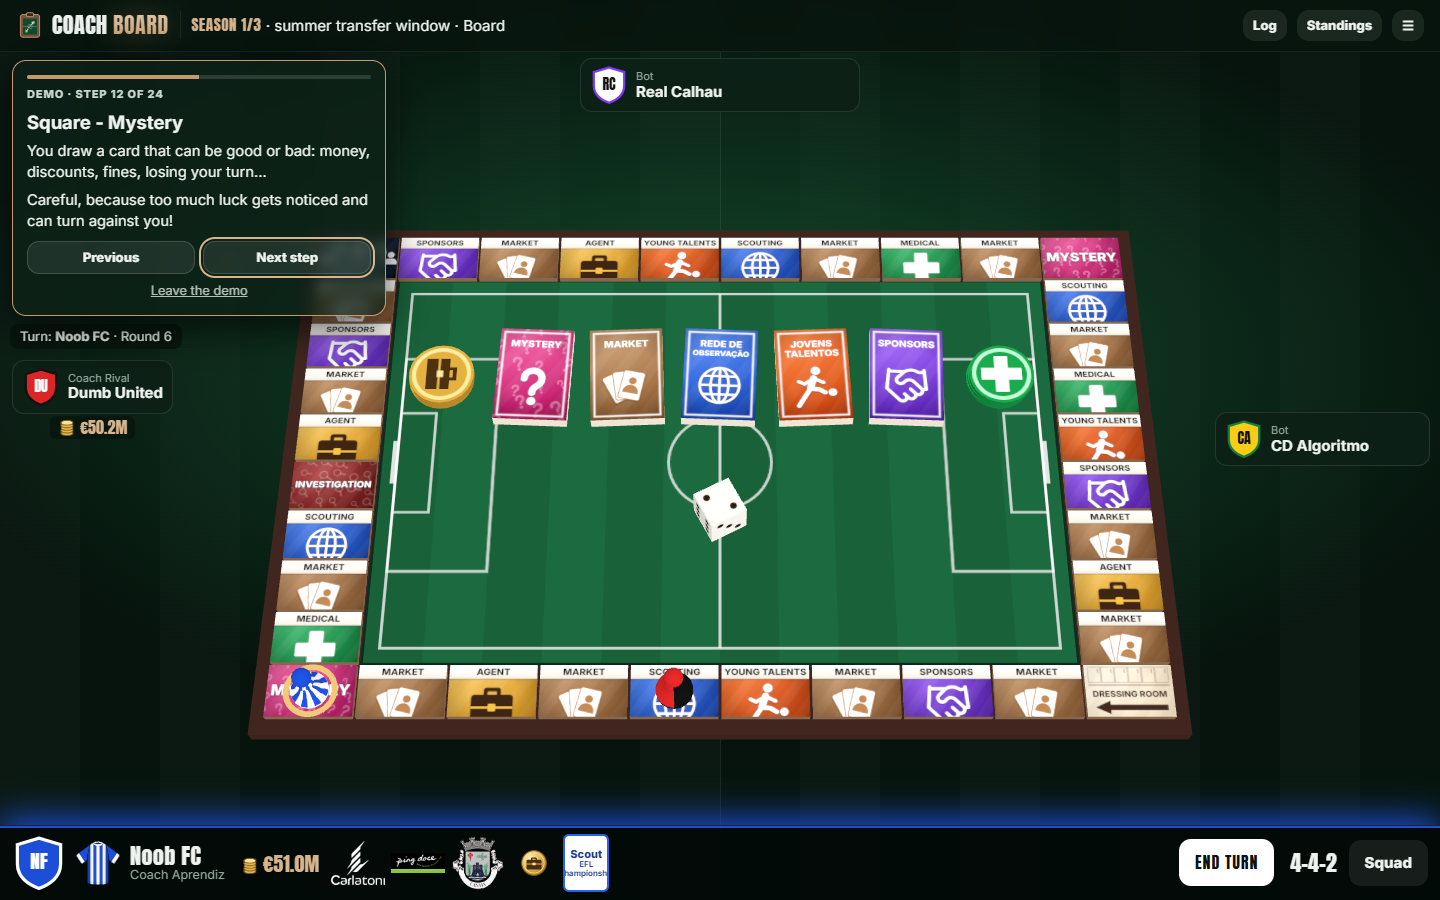 COACH BOARD
SEASON 1/3 · summer transfer window · Board
Log
Standings
DEMO · STEP 12 OF 24
Square - Mystery
You draw a card that can be good or bad: money,
discounts, fines, losing your turn...
Careful, because too much luck gets noticed and
can turn against you!
Previous
Next step
Leave the demo
Turn: Noob FC · Round 6
DU
Coach Rival
Dumb United
€50.2M
RC
Bot
Real Calhau
CA
Bot
CD Algoritmo
SPONSORS
MARKET
AGENT
YOUNG TALENTS
SCOUTING
MARKET
MEDICAL
MARKET
MYSTERY
SPONSORS
MARKET
AGENT
INVESTIGATION
SCOUTING
MARKET
MEDICAL
SCOUTING
MARKET
MEDICAL
YOUNG TALENTS
SPONSORS
MARKET
AGENT
MARKET
MYSTERY
MARKET
REDE DE
OBSERVAÇÃO
JOVENS
TALENTOS
SPONSORS
MARKET
AGENT
MARKET
YOUNG TALENTS
MARKET
SPONSORS
MARKET
DRESSING ROOM
NF
Noob FC
Coach Aprendiz
€51.0M
Carlatoni
ping doce
Scout
EFL
END TURN
4-4-2
Squad